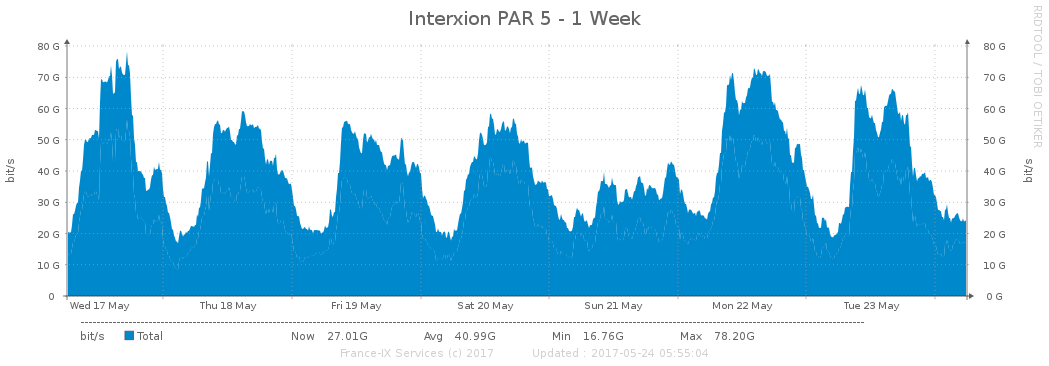 Interxion PAR 5 - 1 Week
RRDTOOL / TOBI OETIKER
80 G 80 G
70 G 70 G
60 G 60 G
50 G 50 G
40 G 40 G
30 G 30 G
20 G 20 G
10 G 10 G
0 0 G
bit/s bit/s
Wed 17 May Thu 18 May Fri 19 May Sat 20 May Sun 21 May Mon 22 May Tue 23 May
bit/s Total Now 27.01G Avg 40.99G Min 16.76G Max 78.20G
France-IX Services (c) 2017 Updated : 2017-05-24 05:55:04